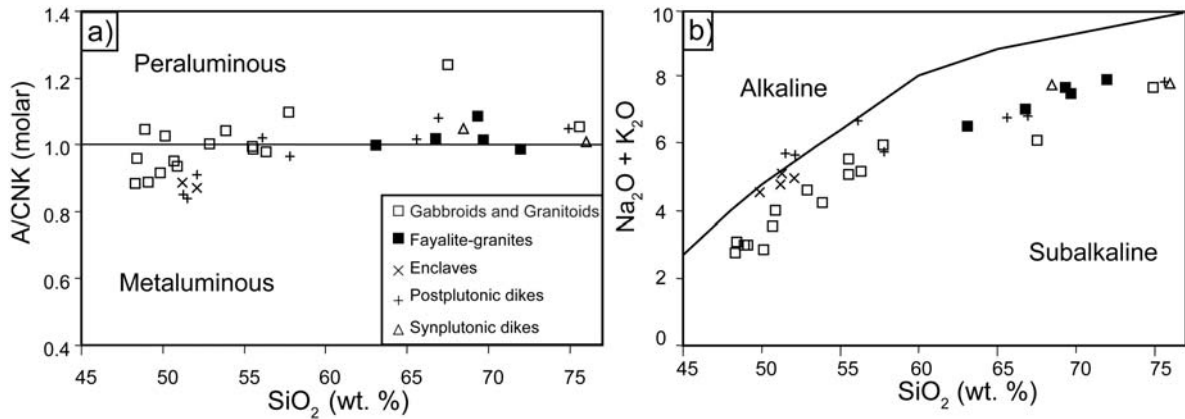 a)
A/CNK (molar)
1.4
1.2
1.0
0.8
0.6
0.4
Peraluminous
Metaluminous
□ Gabbroids and Granitoids
■ Fayalite-granites
× Enclaves
+ Postplutonic dikes
△ Synplutonic dikes
45 50 55 60 65 70 75
SiO₂ (wt. %)
b)
Na₂O + K₂O
10
8
6
4
2
0
Alkaline
Subalkaline
45 50 55 60 65 70 75
SiO₂ (wt. %)